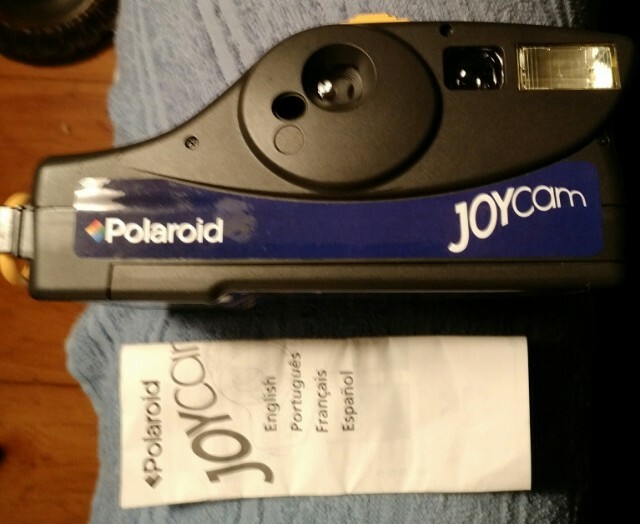 Polaroid
JOYcam
Polaroid
JOYcam
English
Português
Français
Español